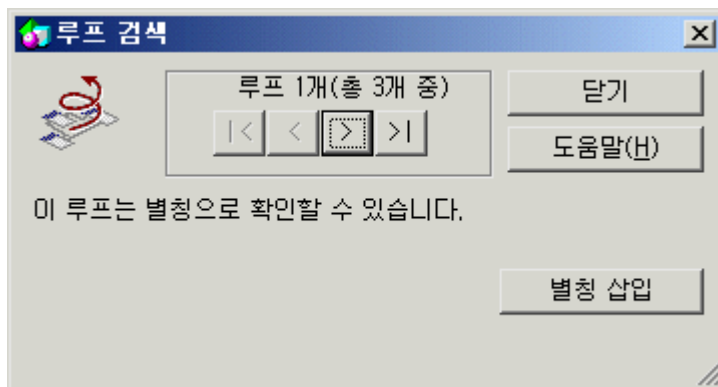 루프 검색
루프 1개(총 3개 중)
닫기
도움말(H)
이 루프는 별칭으로 확인할 수 있습니다.
별칭 삽입